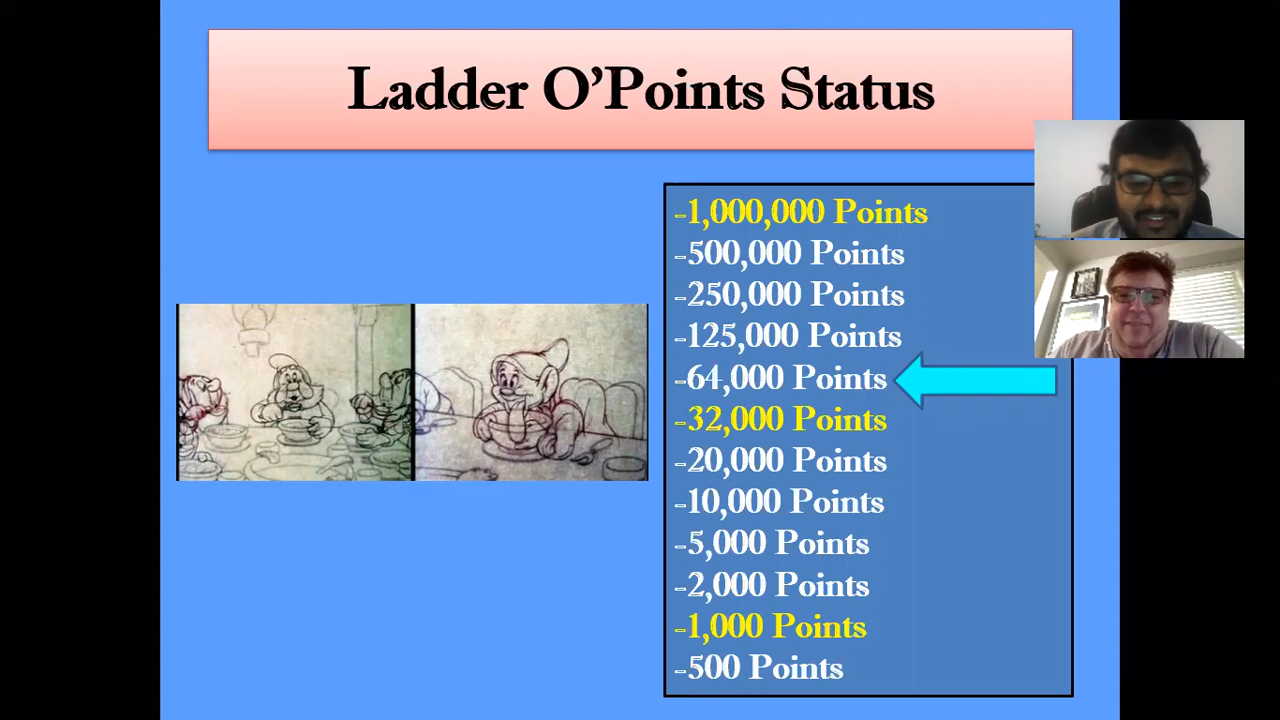 Ladder O'Points Status
-1,000,000 Points
-500,000 Points
-250,000 Points
-125,000 Points
-64,000 Points
-32,000 Points
-20,000 Points
-10,000 Points
-5,000 Points
-2,000 Points
-1,000 Points
-500 Points